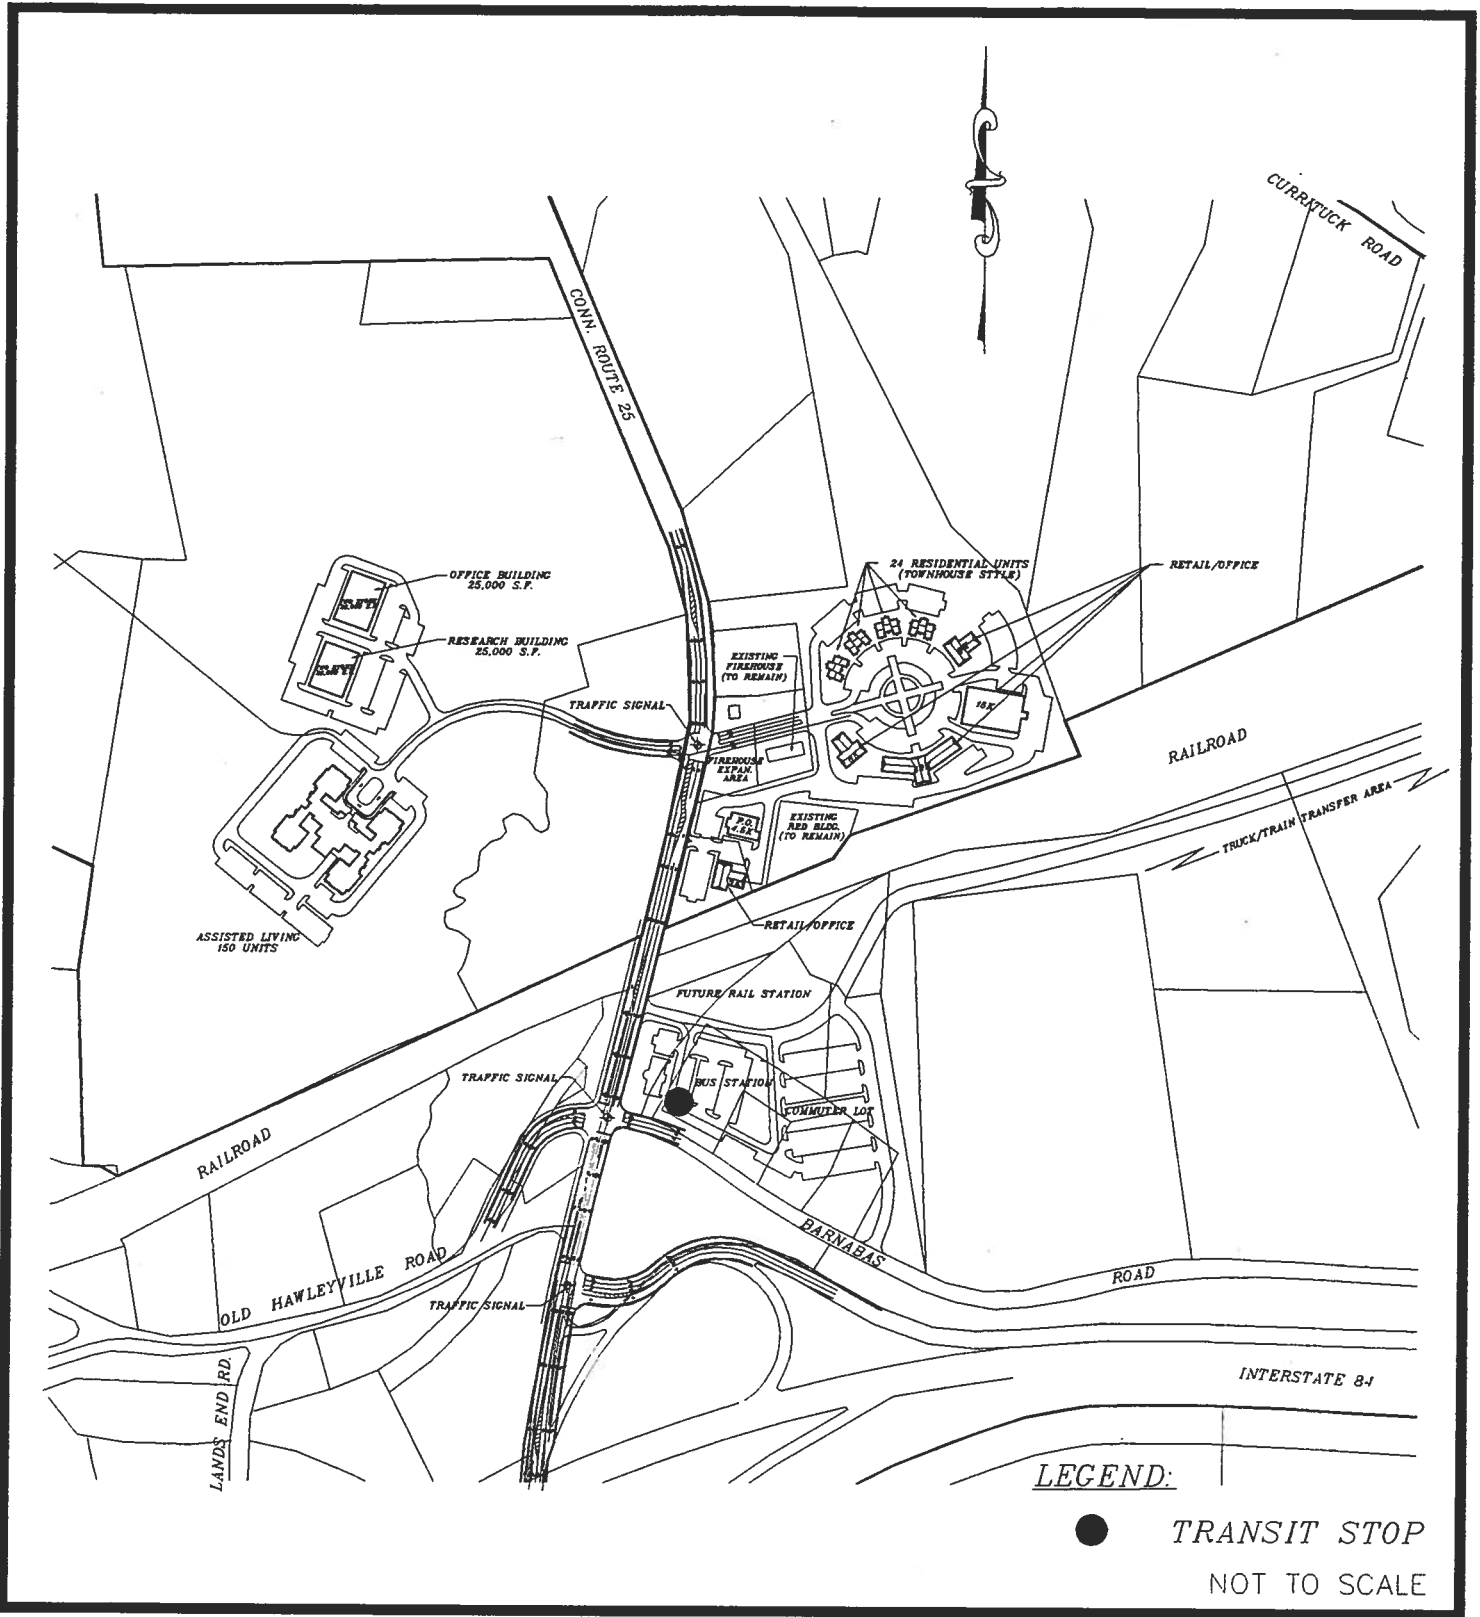 CURRITUCK ROAD
CONN. ROUTE 25
OFFICE BUILDING
25,000 S.F.
RESEARCH BUILDING
25,000 S.F.
24 RESIDENTIAL UNITS
(TOWNHOUSE STYLE)
RETAIL/OFFICE
EXISTING
FIREHOUSE
(TO REMAIN)
TRAFFIC SIGNAL
15K
FIREHOUSE
EXPAN.
AREA
RAILROAD
TRUCK/TRAIN TRANSFER AREA
P.O.
4.5K
EXISTING
RED BLDG.
(TO REMAIN)
RETAIL/OFFICE
ASSISTED LIVING
150 UNITS
FUTURE RAIL STATION
TRAFFIC SIGNAL
BUS STATION
COMMUTER LOT
RAILROAD
BARNABAS ROAD
OLD HAWLEYVILLE ROAD
TRAFFIC SIGNAL
LANDS END RD.
INTERSTATE 84
LEGEND:
TRANSIT STOP
NOT TO SCALE